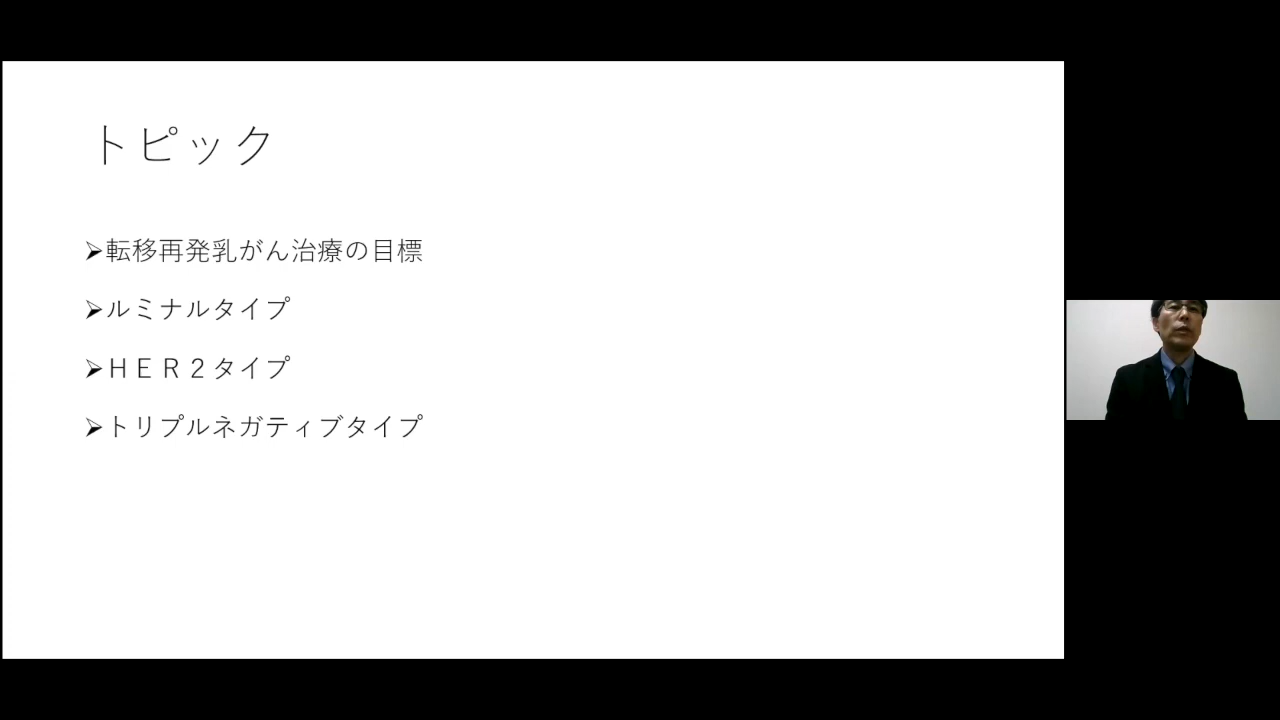 トピック
➢転移再発乳がん治療の目標
➢ルミナルタイプ
➢ＨＥＲ２タイプ
➢トリプルネガティブタイプ